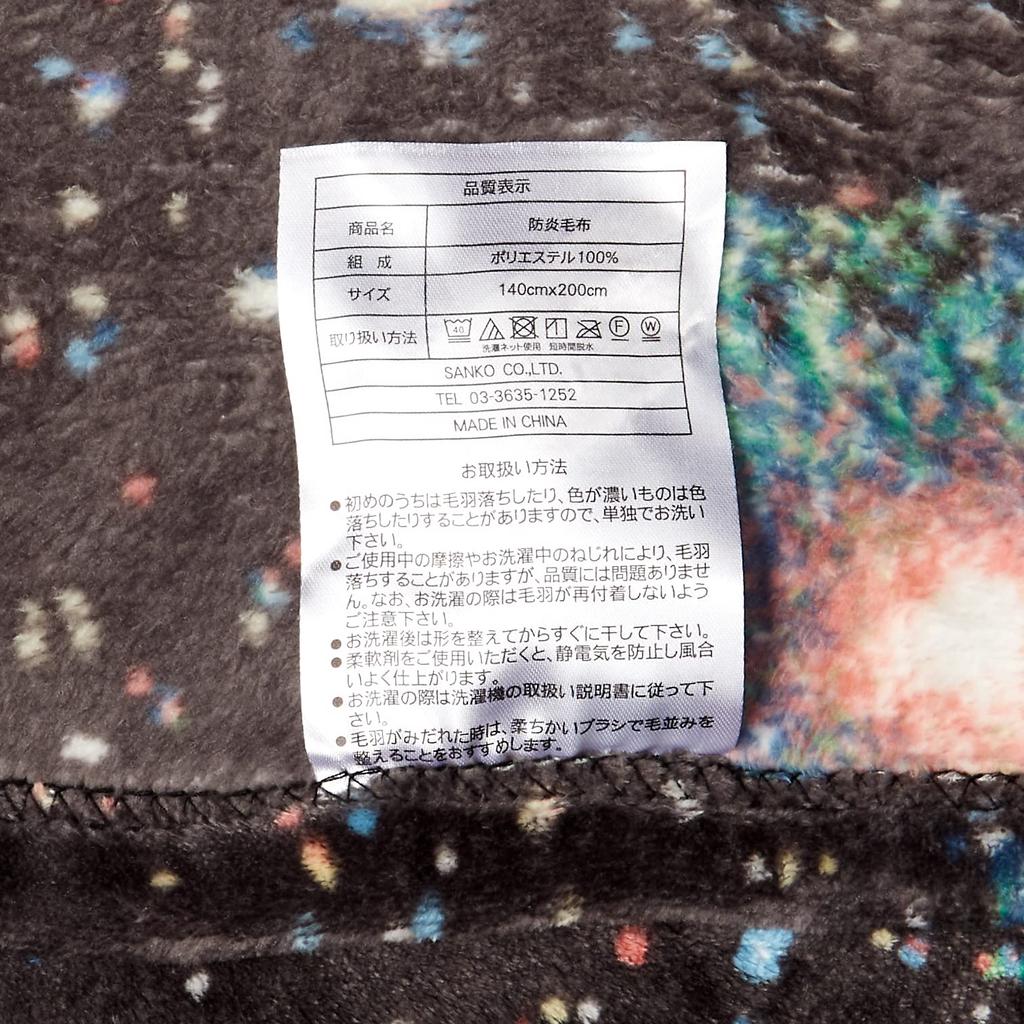 品質表示
商品名 防炎毛布
組 成 ポリエステル100%
サイズ 140cmx200cm
取り扱い方法 40 F W
洗濯ネット使用 短時間脱水
SANKO CO.,LTD.
TEL 03-3635-1252
MADE IN CHINA
お取扱い方法
●初めのうちは毛羽落ちしたり、色が濃いものは色
落ちしたりすることがありますので、単独でお洗い
下さい。
●ご使用中の摩擦やお洗濯中のねじれにより、毛羽
落ちすることがありますが、品質には問題ありませ
ん。なお、お洗濯の際は毛羽が再付着しないよう
ご注意下さい。
●お洗濯後は形を整えてからすぐに干して下さい。
●柔軟剤をご使用いただくと、静電気を防止し風合
いよく仕上がります。
●お洗濯の際は洗濯機の取扱い説明書に従って下
さい。
●毛羽がみだれた時は、柔らかいブラシで毛並みを
整えることをおすすめします。